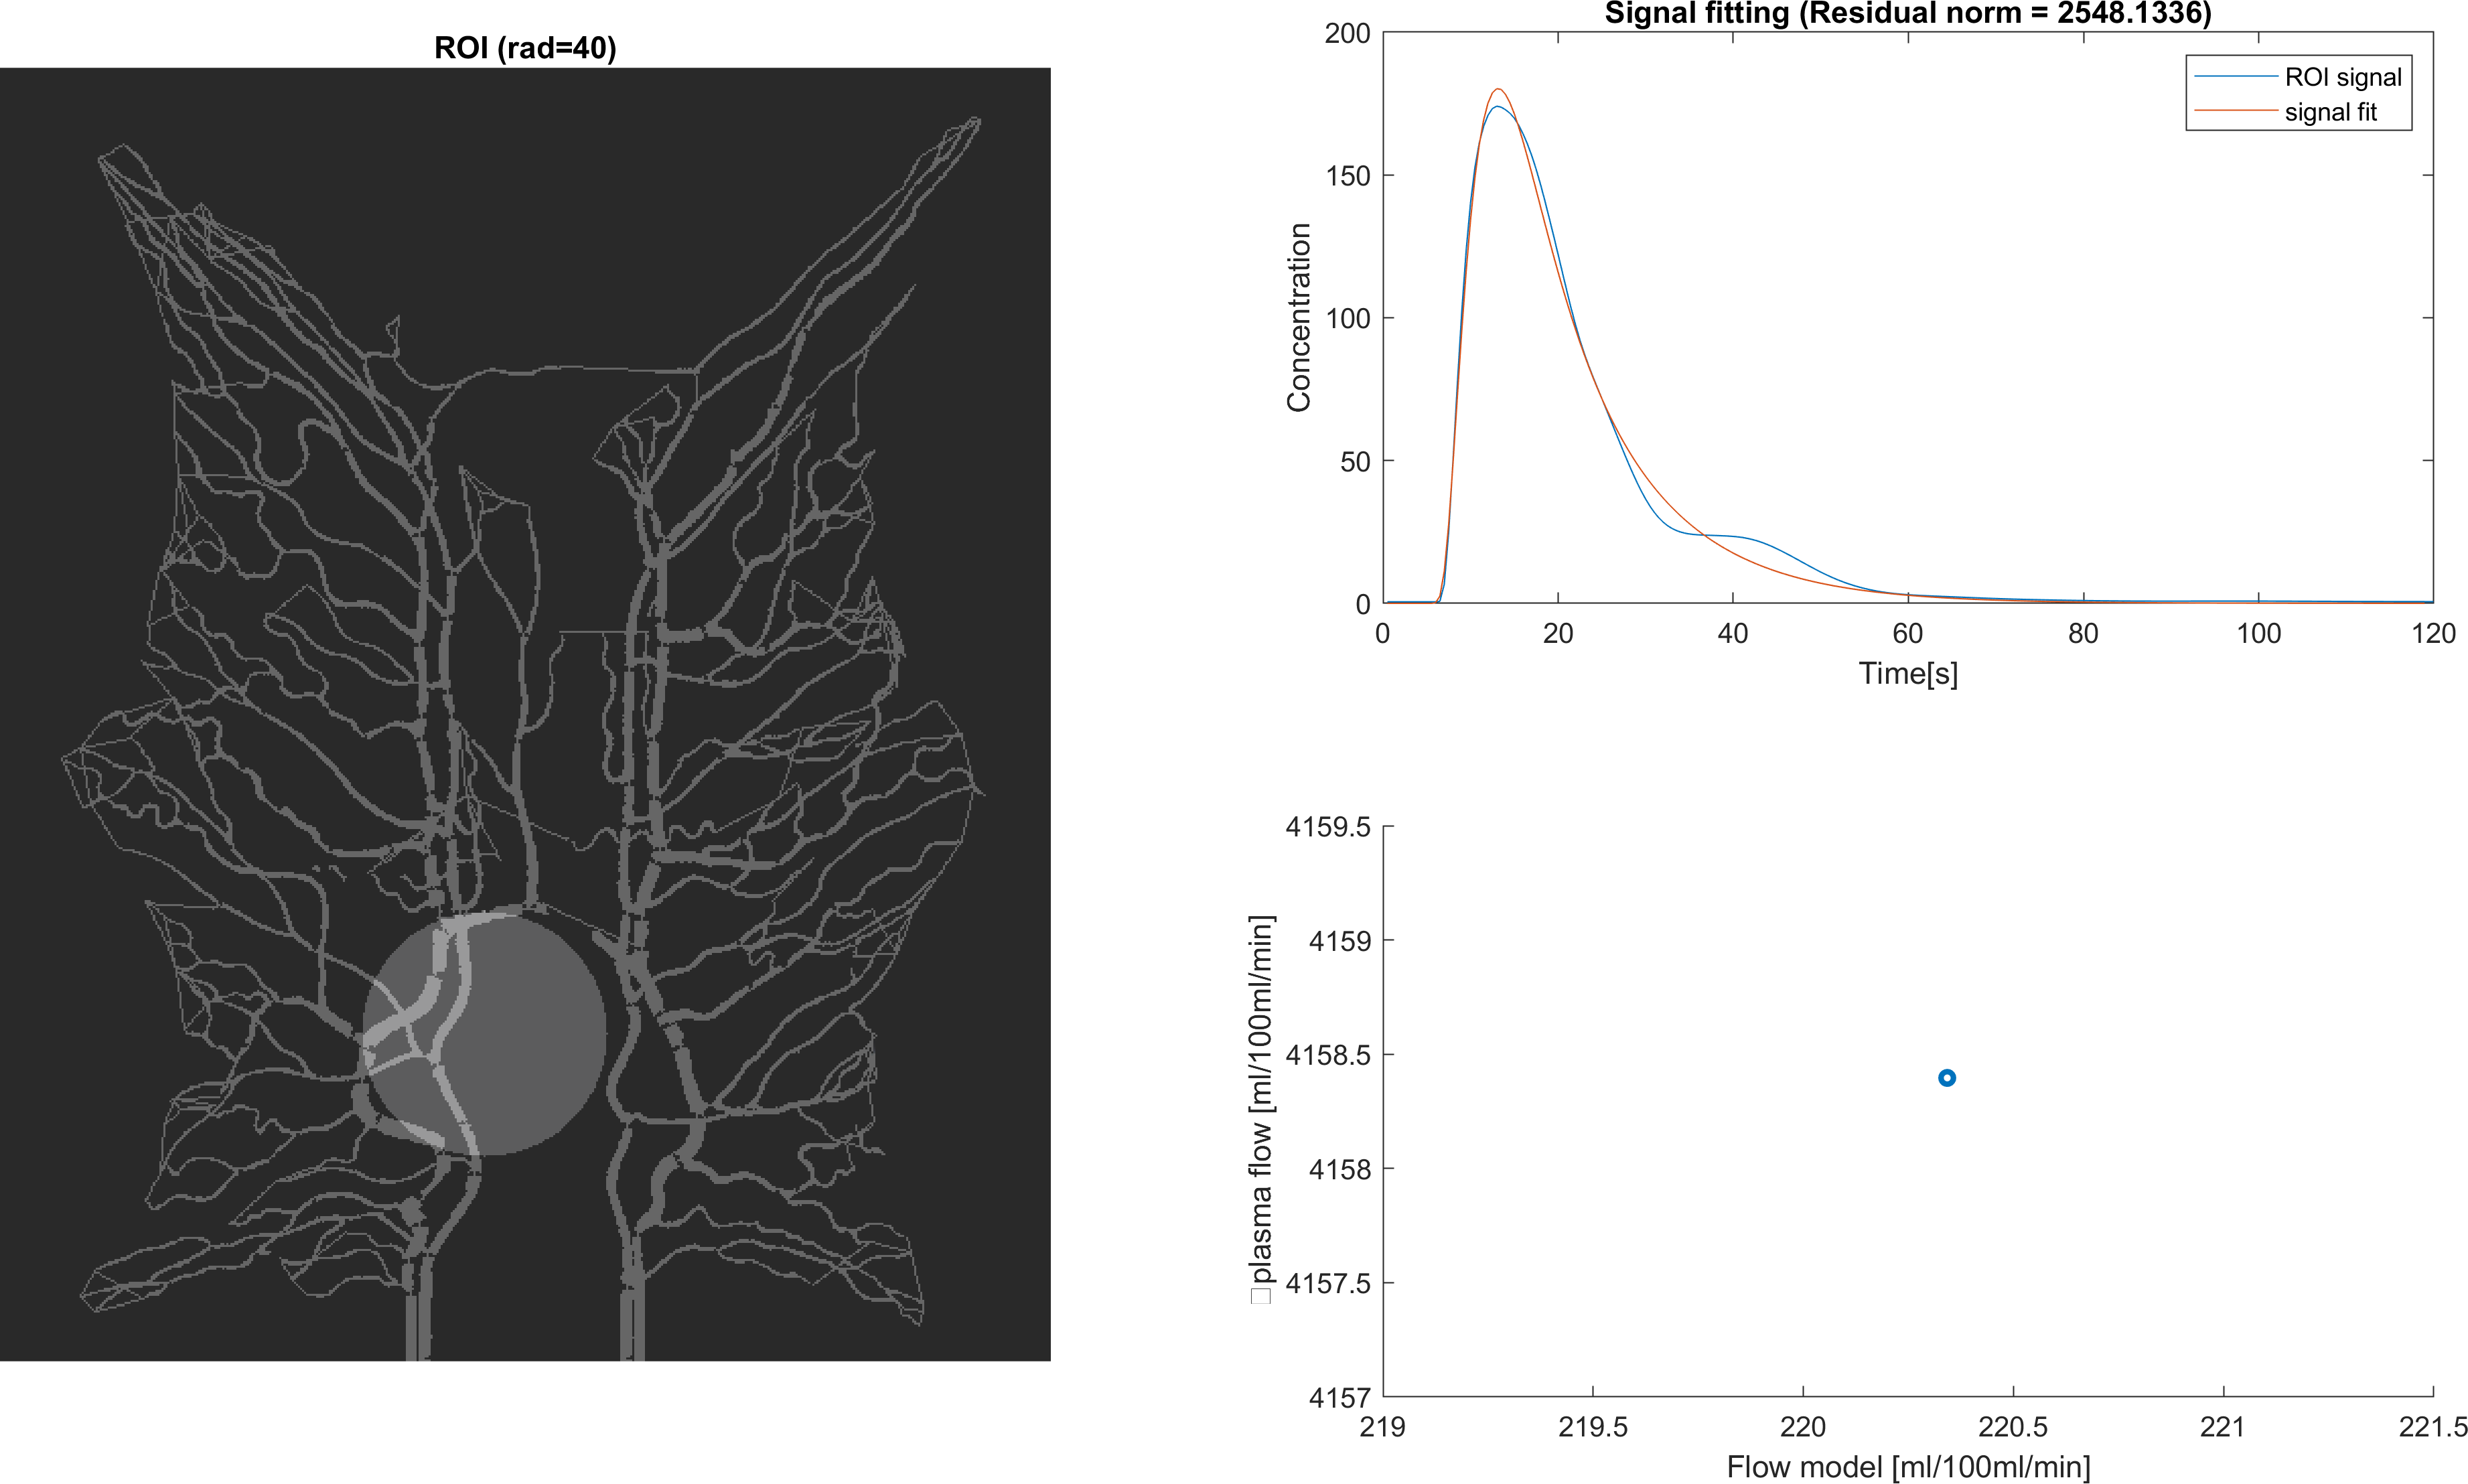 ROI (rad=40)
Signal fitting (Residual norm = 2548.1336)
200
150
100
50
0
Concentration
ROI signal
signal fit
0 20 40 60 80 100 120
Time[s]
4159.5
4159
4158.5
4158
4157.5
4157
□plasma flow [ml/100ml/min]
219 219.5 220 220.5 221 221.5
Flow model [ml/100ml/min]